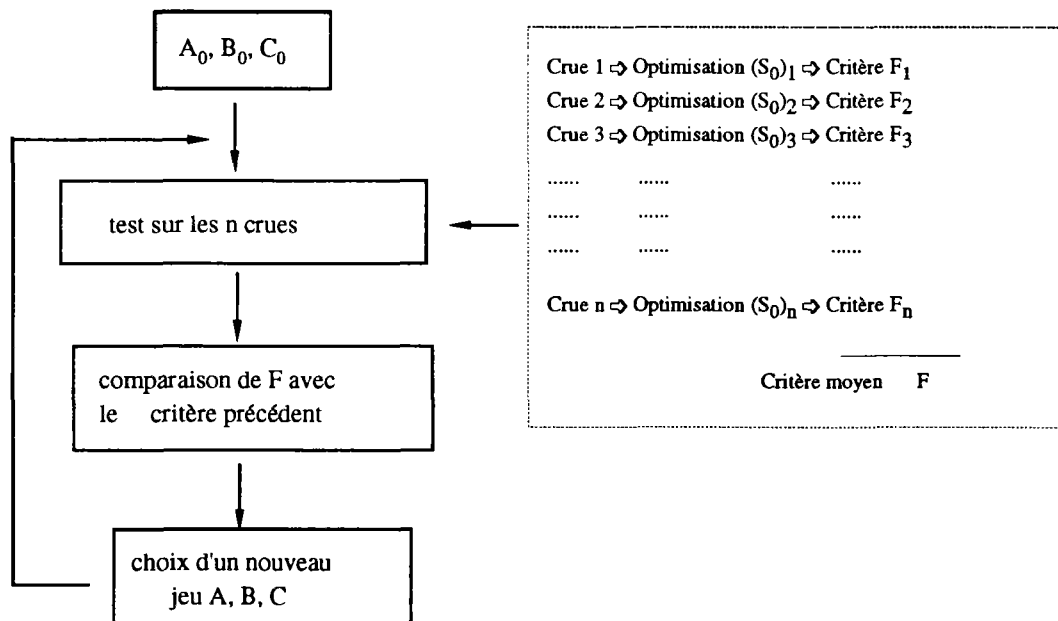 A₀, B₀, C₀
test sur les n crues
comparaison de F avec
le critère précédent
choix d'un nouveau
jeu A, B, C
Crue 1 ➩ Optimisation (S₀)₁ ➩ Critère F₁
Crue 2 ➩ Optimisation (S₀)₂ ➩ Critère F₂
Crue 3 ➩ Optimisation (S₀)₃ ➩ Critère F₃
...... ...... ......
...... ...... ......
...... ...... ......
Crue n ➩ Optimisation (S₀)ₙ ➩ Critère Fₙ
Critère moyen F